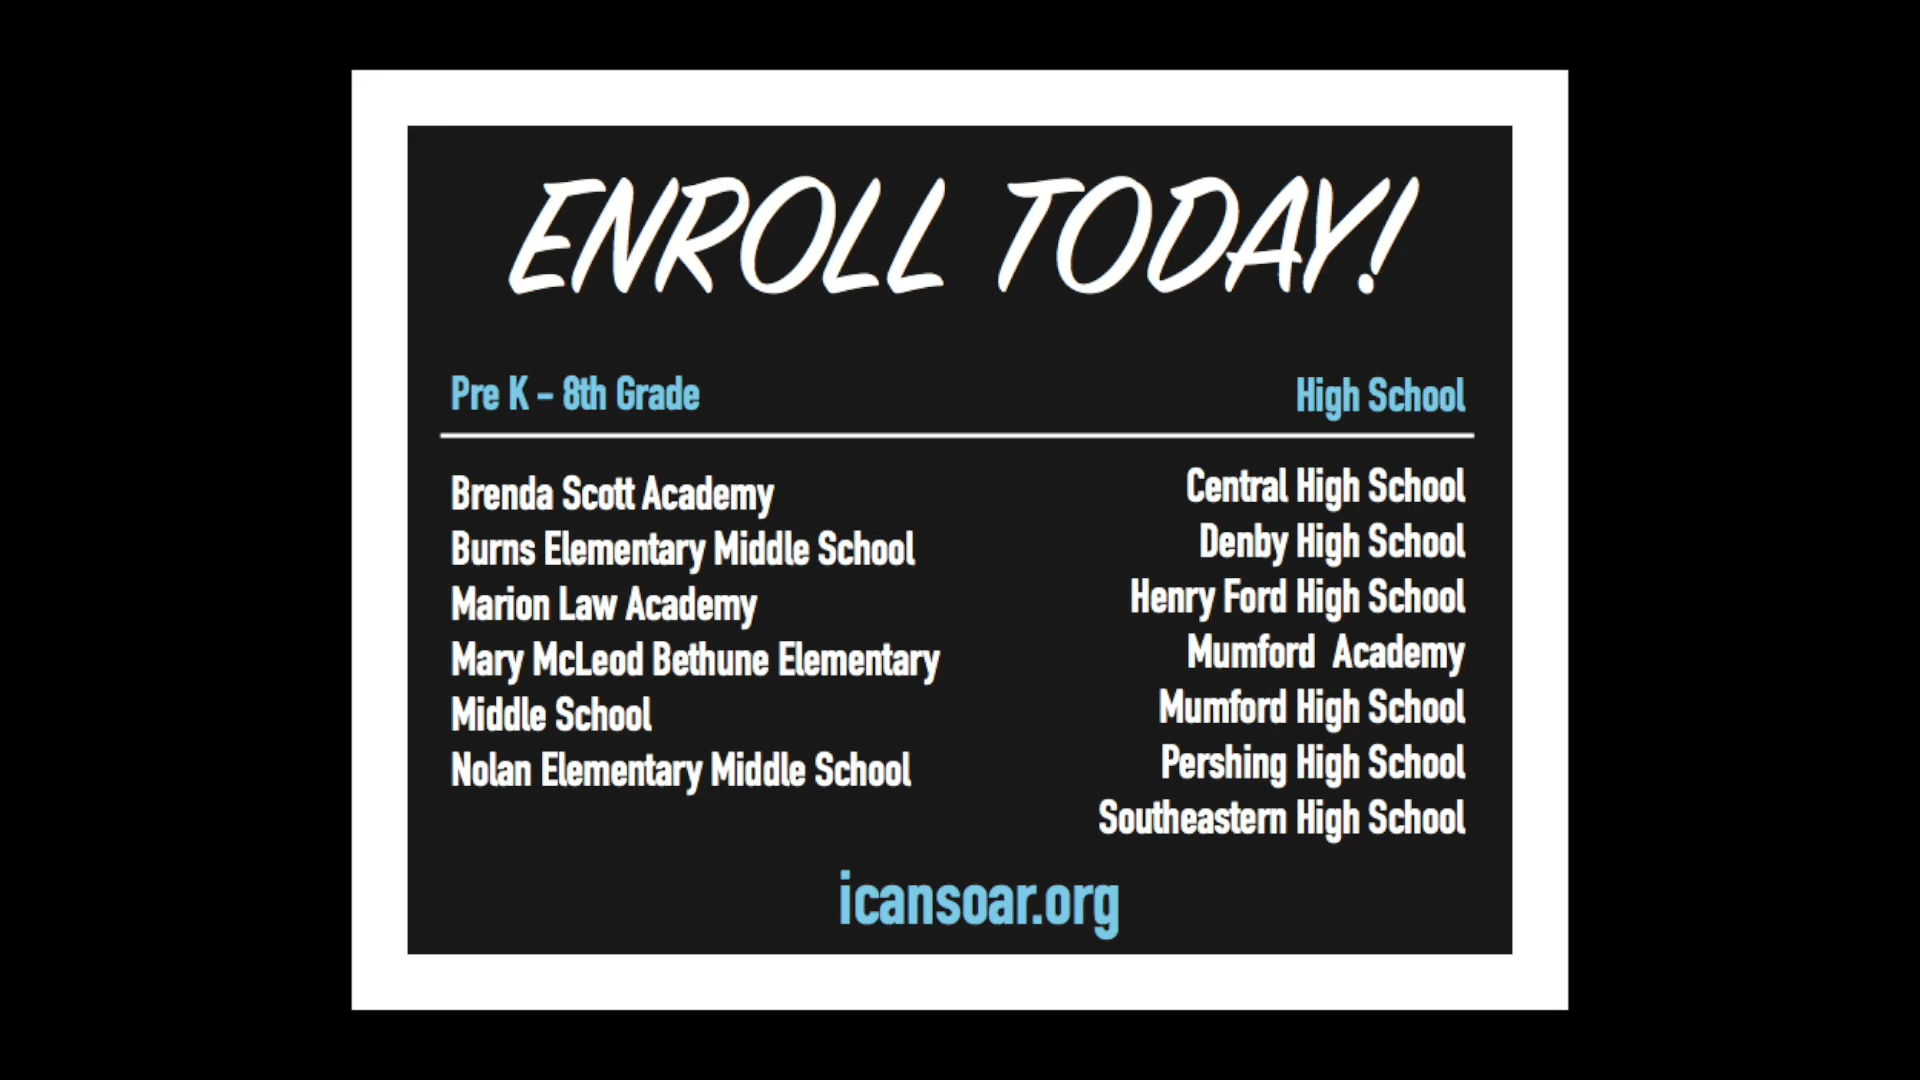 ENROLL TODAY!
Pre K – 8th Grade
Brenda Scott Academy
Burns Elementary Middle School
Marion Law Academy
Mary McLeod Bethune Elementary
Middle School
Nolan Elementary Middle School
High School
Central High School
Denby High School
Henry Ford High School
Mumford Academy
Mumford High School
Pershing High School
Southeastern High School
icansoar.org